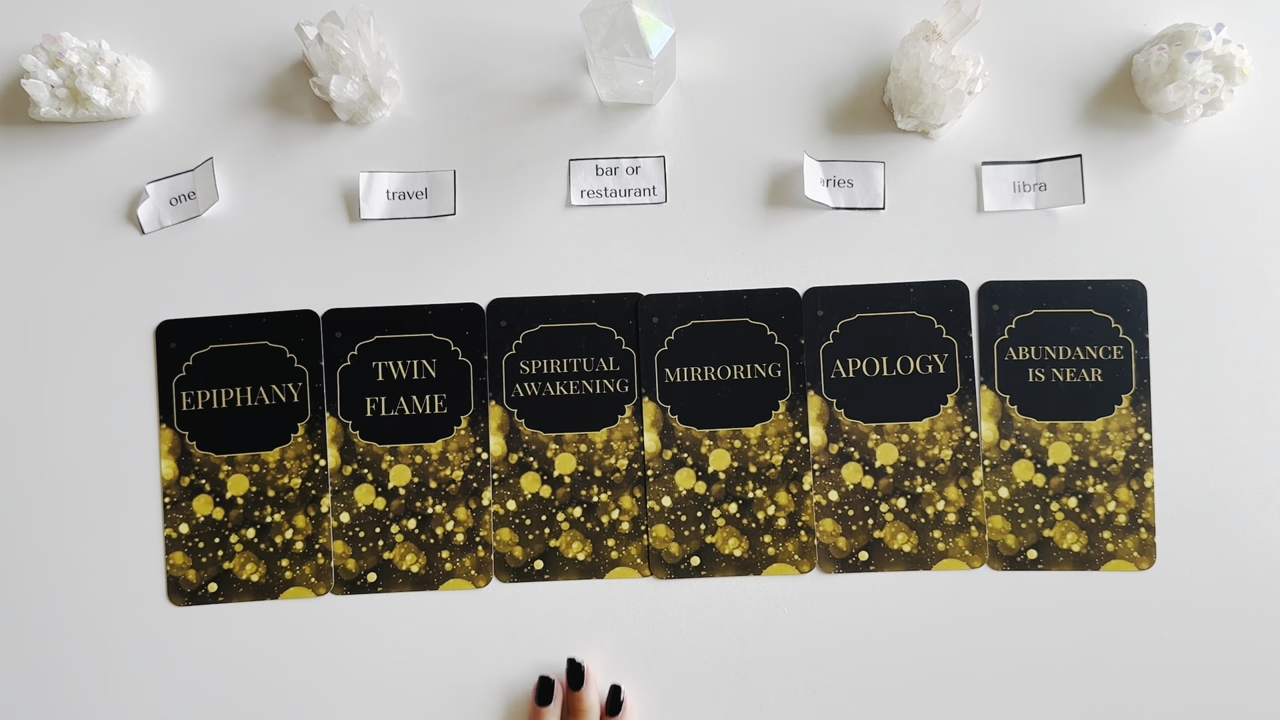 one
travel
bar or
restaurant
aries
libra
EPIPHANY
TWIN
FLAME
SPIRITUAL
AWAKENING
MIRRORING
APOLOGY
ABUNDANCE
IS NEAR